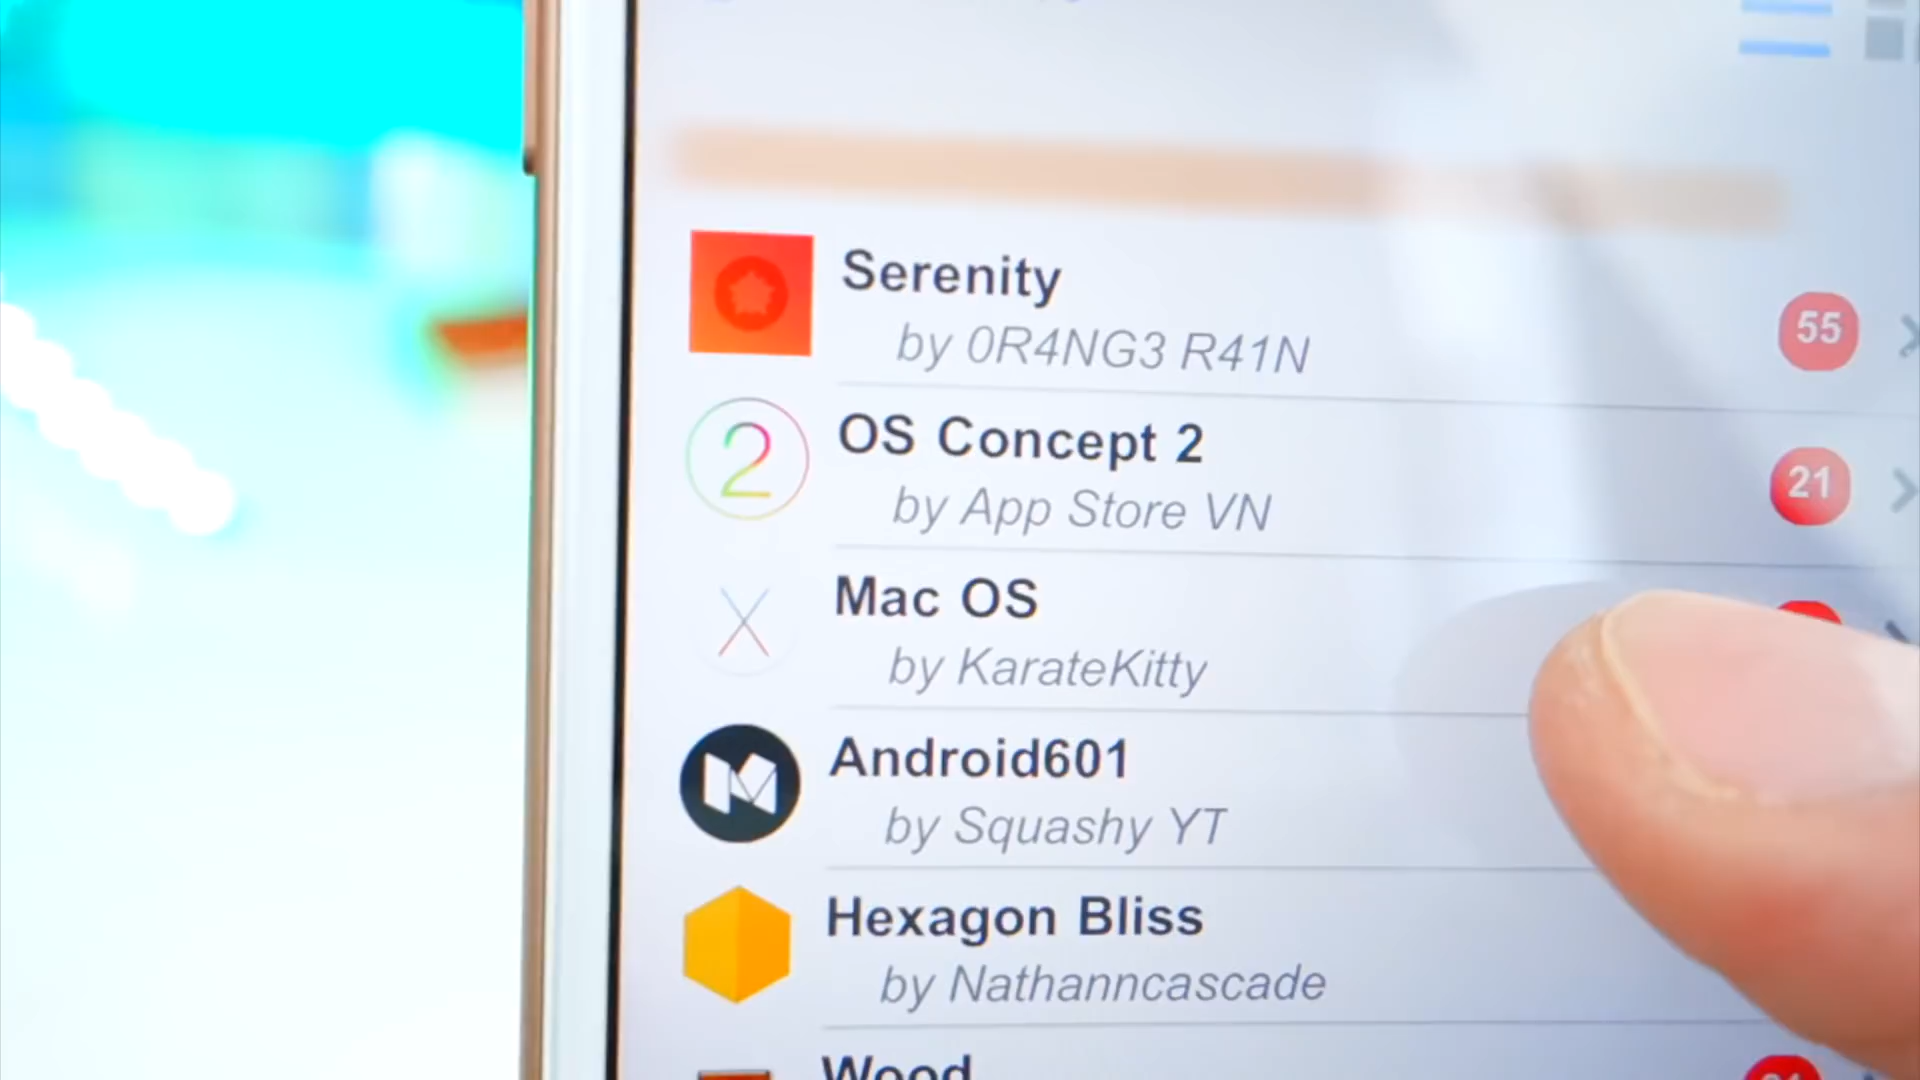 Serenity
by 0R4NG3 R41N
55
OS Concept 2
by App Store VN
21
Mac OS
by KarateKitty
Android601
by Squashy YT
Hexagon Bliss
by Nathanncascade
Wood